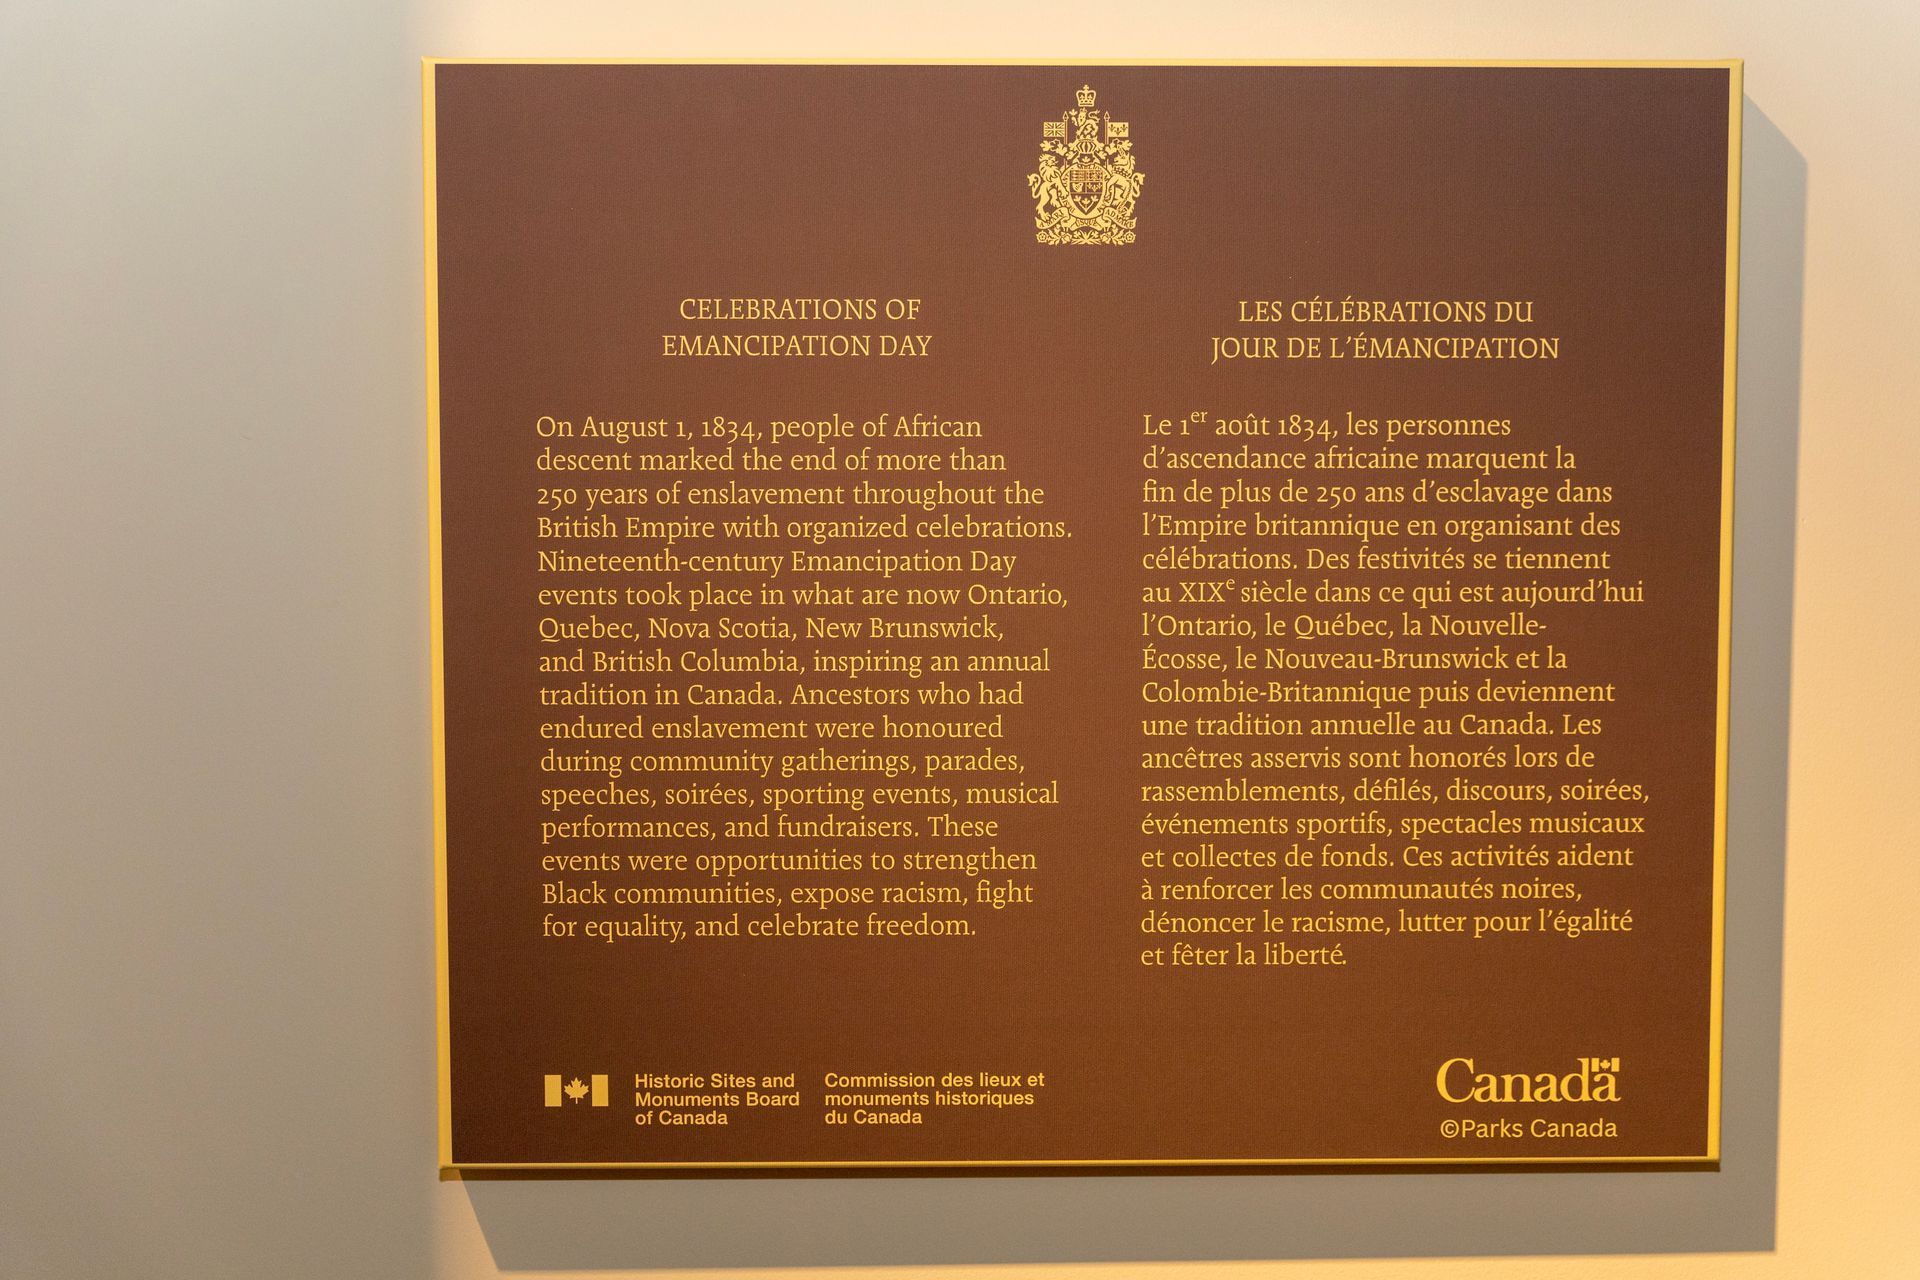 CELEBRATIONS OF
EMANCIPATION DAY
On August 1, 1834, people of African
descent marked the end of more than
250 years of enslavement throughout the
British Empire with organized celebrations.
Nineteenth-century Emancipation Day
events took place in what are now Ontario,
Quebec, Nova Scotia, New Brunswick,
and British Columbia, inspiring an annual
tradition in Canada. Ancestors who had
endured enslavement were honoured
during community gatherings, parades,
speeches, soirées, sporting events, musical
performances, and fundraisers. These
events were opportunities to strengthen
Black communities, expose racism, fight
for equality, and celebrate freedom.
LES CÉLÉBRATIONS DU
JOUR DE L’ÉMANCIPATION
Le 1er août 1834, les personnes
d’ascendance africaine marquent la
fin de plus de 250 ans d’esclavage dans
l’Empire britannique en organisant des
célébrations. Des festivités se tiennent
au XIXe siècle dans ce qui est aujourd’hui
l’Ontario, le Québec, la Nouvelle-
Écosse, le Nouveau-Brunswick et la
Colombie-Britannique puis deviennent
une tradition annuelle au Canada. Les
ancêtres asservis sont honorés lors de
rassemblements, défilés, discours, soirées,
événements sportifs, spectacles musicaux
et collectes de fonds. Ces activités aident
à renforcer les communautés noires,
dénoncer le racisme, lutter pour l’égalité
et fêter la liberté.
Historic Sites and
Monuments Board
of Canada
Commission des lieux et
monuments historiques
du Canada
Canada
©Parks Canada